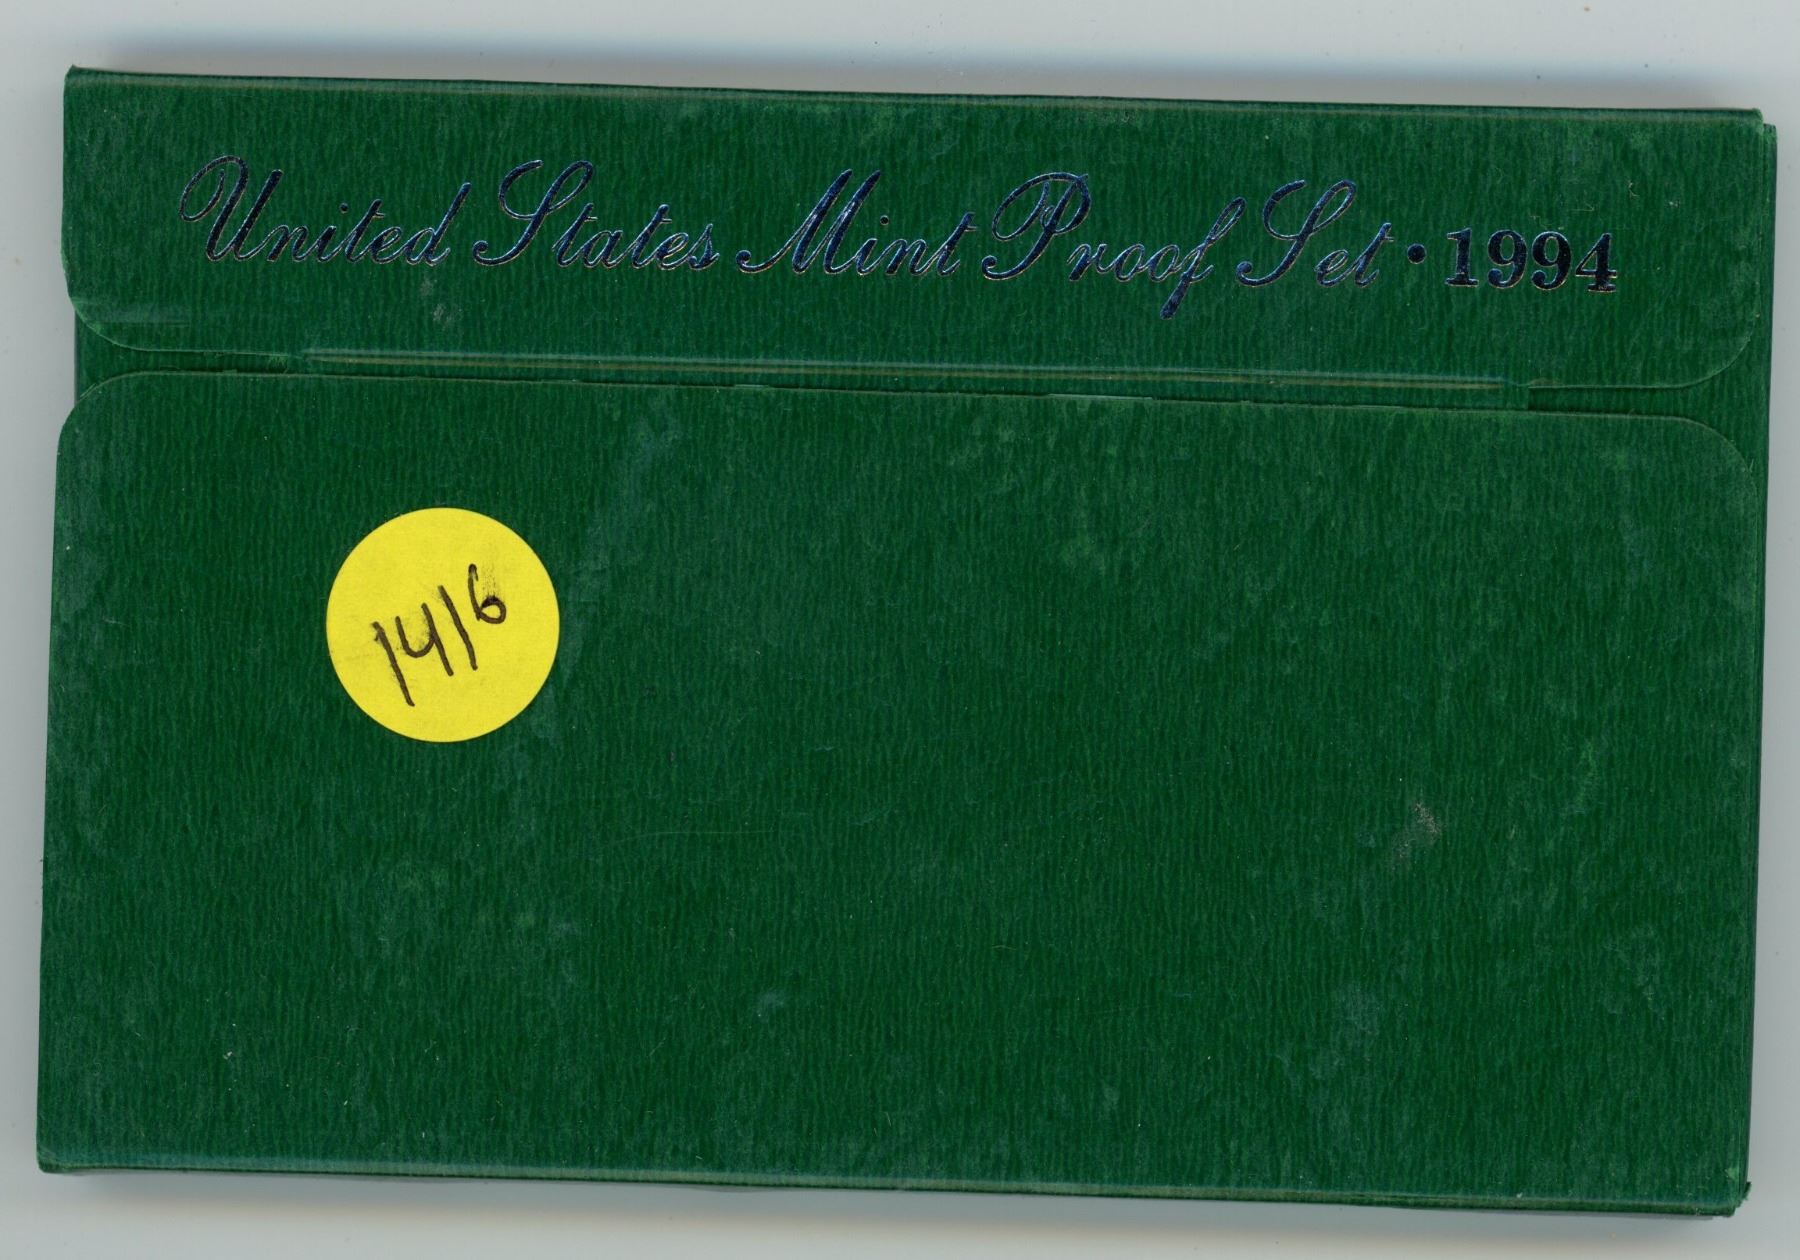 United States Mint Proof Set • 1994
1416